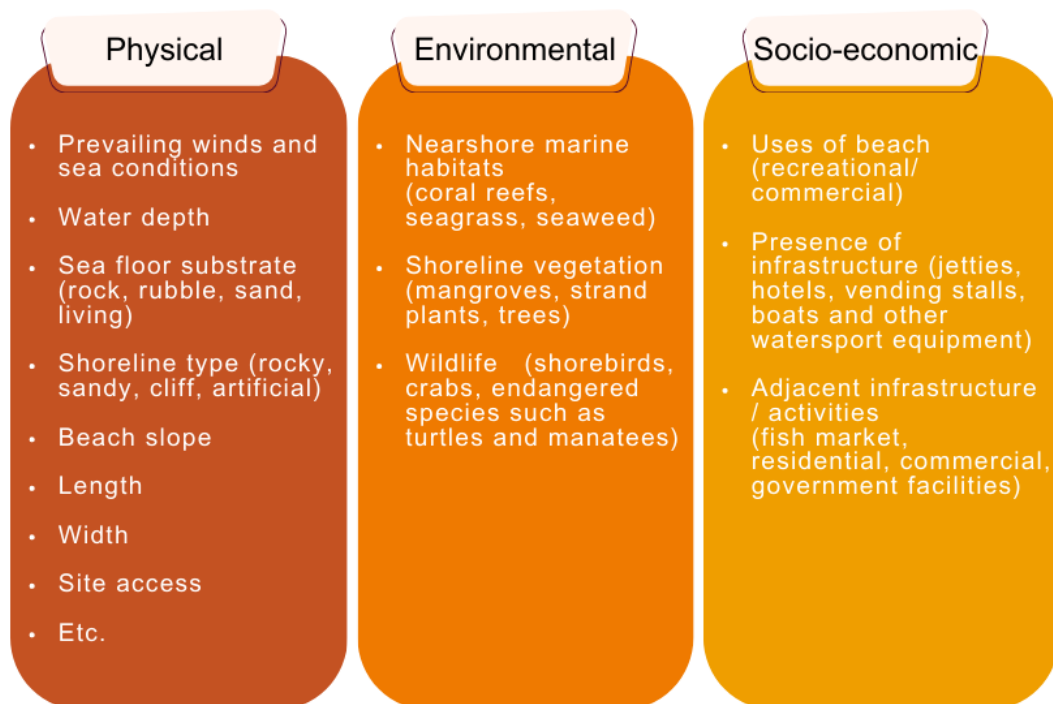 Physical
• Prevailing winds and
sea conditions
• Water depth
• Sea floor substrate
(rock, rubble, sand,
living)
• Shoreline type (rocky,
sandy, cliff, artificial)
• Beach slope
• Length
• Width
• Site access
• Etc.
Environmental
• Nearshore marine
habitats
(coral reefs,
seagrass, seaweed)
• Shoreline vegetation
(mangroves, strand
plants, trees)
• Wildlife (shorebirds,
crabs, endangered
species such as
turtles and manatees)
Socio-economic
• Uses of beach
(recreational/
commercial)
• Presence of
infrastructure (jetties,
hotels, vending stalls,
boats and other
watersport equipment)
• Adjacent infrastructure
/ activities
(fish market,
residential, commercial,
government facilities)